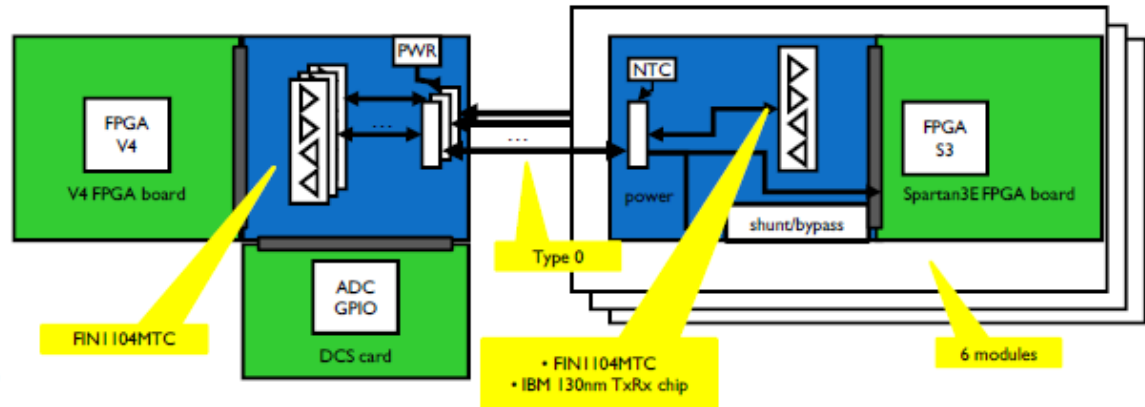 PWR
NTC
FPGA
V4
FPGA
S3
...
...
V4 FPGA board
power
Spartan3E FPGA board
shunt/bypass
Type 0
ADC
GPIO
FIN1104MTC
DCS card
• FIN1104MTC
• IBM 130nm TxRx chip
6 modules